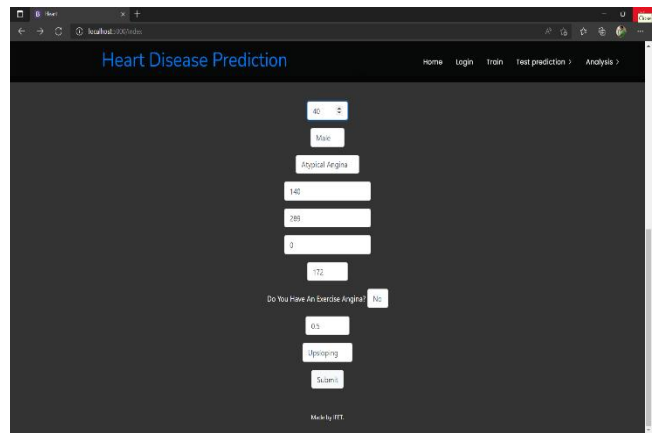 Heart
localhost:5000/index
Close
Heart Disease Prediction
Home Login Train Test prediction > Analysis >
40
Male
Atypical Angina
140
289
0
172
Do You Have An Exercise Angina? No
0.5
Upsloping
Submit
Made by